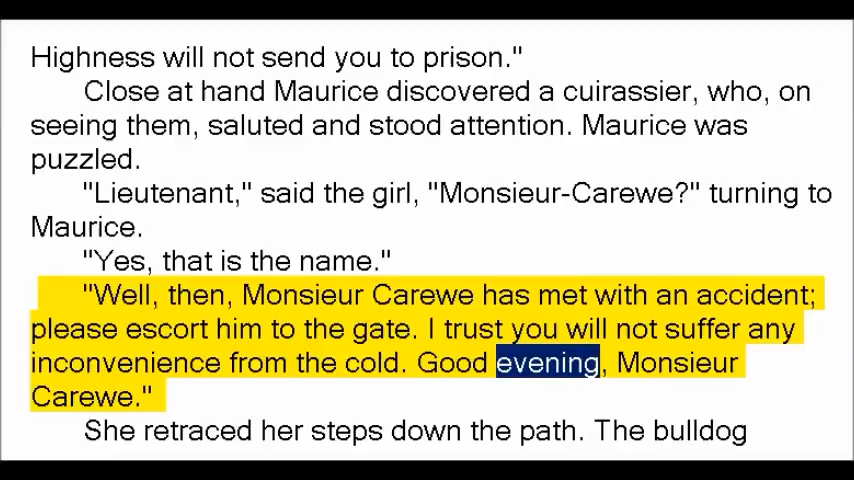 Highness will not send you to prison."
Close at hand Maurice discovered a cuirassier, who, on
seeing them, saluted and stood attention. Maurice was
puzzled.
"Lieutenant," said the girl, "Monsieur-Carewe?" turning to
Maurice.
"Yes, that is the name."
"Well, then, Monsieur Carewe has met with an accident;
please escort him to the gate. I trust you will not suffer any
inconvenience from the cold. Good evening, Monsieur
Carewe."
She retraced her steps down the path. The bulldog